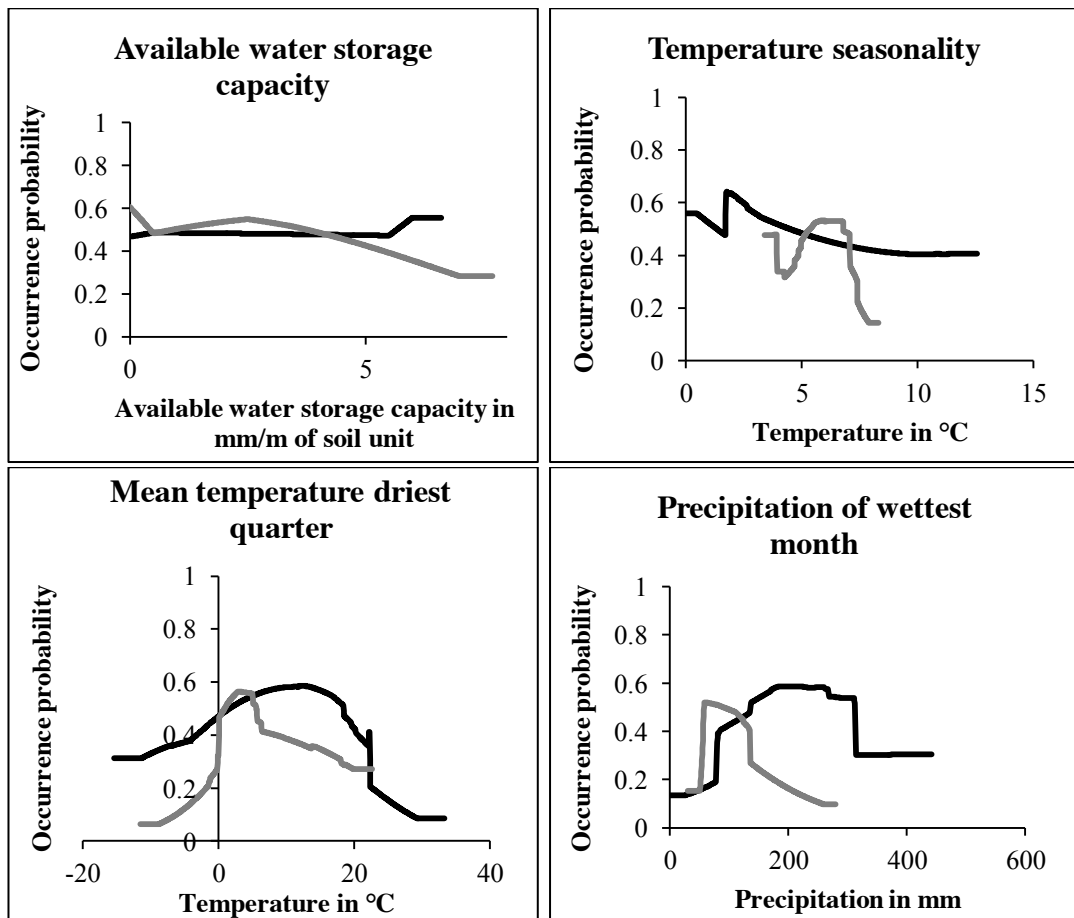 Available water storage
capacity
Occurrence probability
1
0.8
0.6
0.4
0.2
0
0 5
Available water storage capacity in
mm/m of soil unit
Temperature seasonality
Occurrence probability
1
0.8
0.6
0.4
0.2
0
0 5 10 15
Temperature in °C
Mean temperature driest
quarter
Occurrence probability
1
0.8
0.6
0.4
0.2
0
-20 0 20 40
Temperature in °C
Precipitation of wettest
month
Occurrence probability
1
0.8
0.6
0.4
0.2
0
0 200 400 600
Precipitation in mm